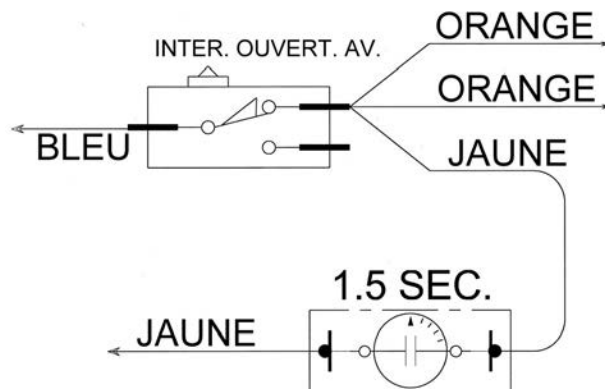 ORANGE
INTER. OUVERT. AV.
ORANGE
BLEU
JAUNE
1.5 SEC.
JAUNE